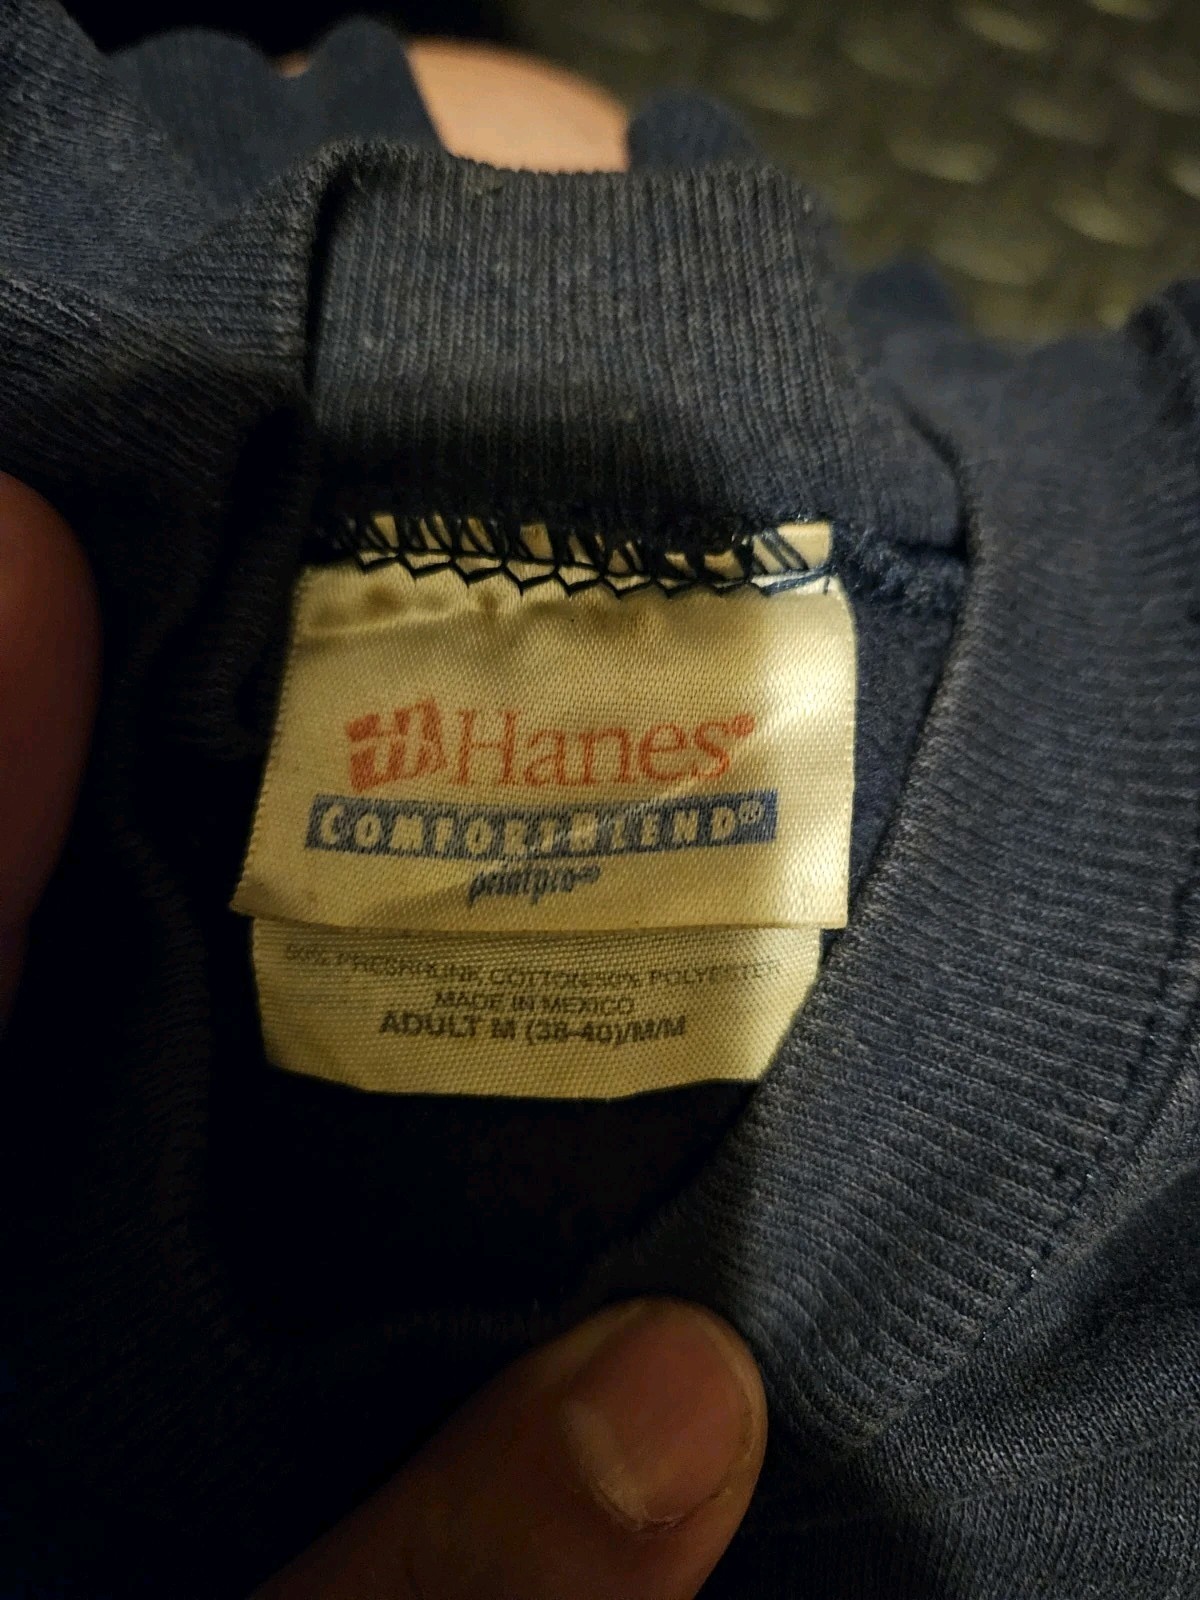 Hanes®
COMFORTBLEND®
printpro
50% PRESHRUNK COTTON/50% POLYESTER
MADE IN MEXICO
ADULT M (38-40)/M/M